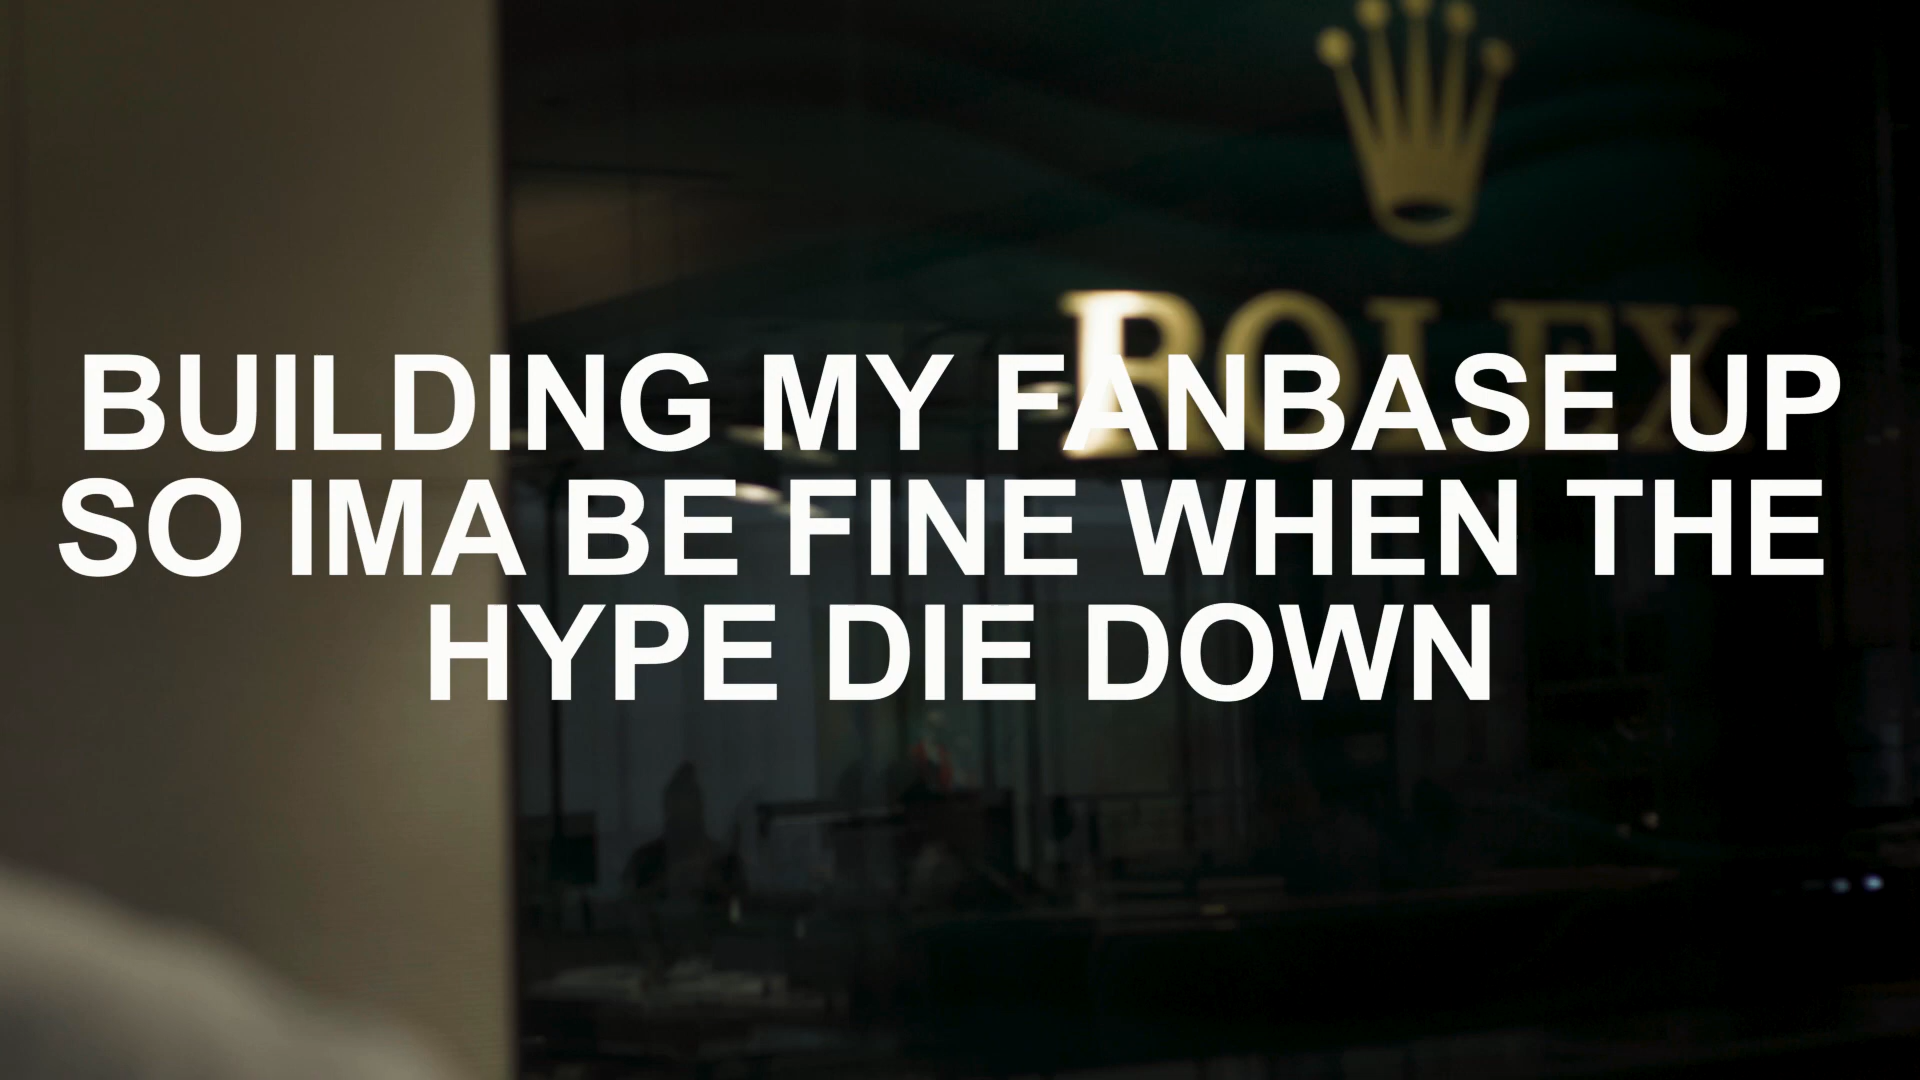 ROLEX
BUILDING MY FANBASE UP
SO IMA BE FINE WHEN THE
HYPE DIE DOWN